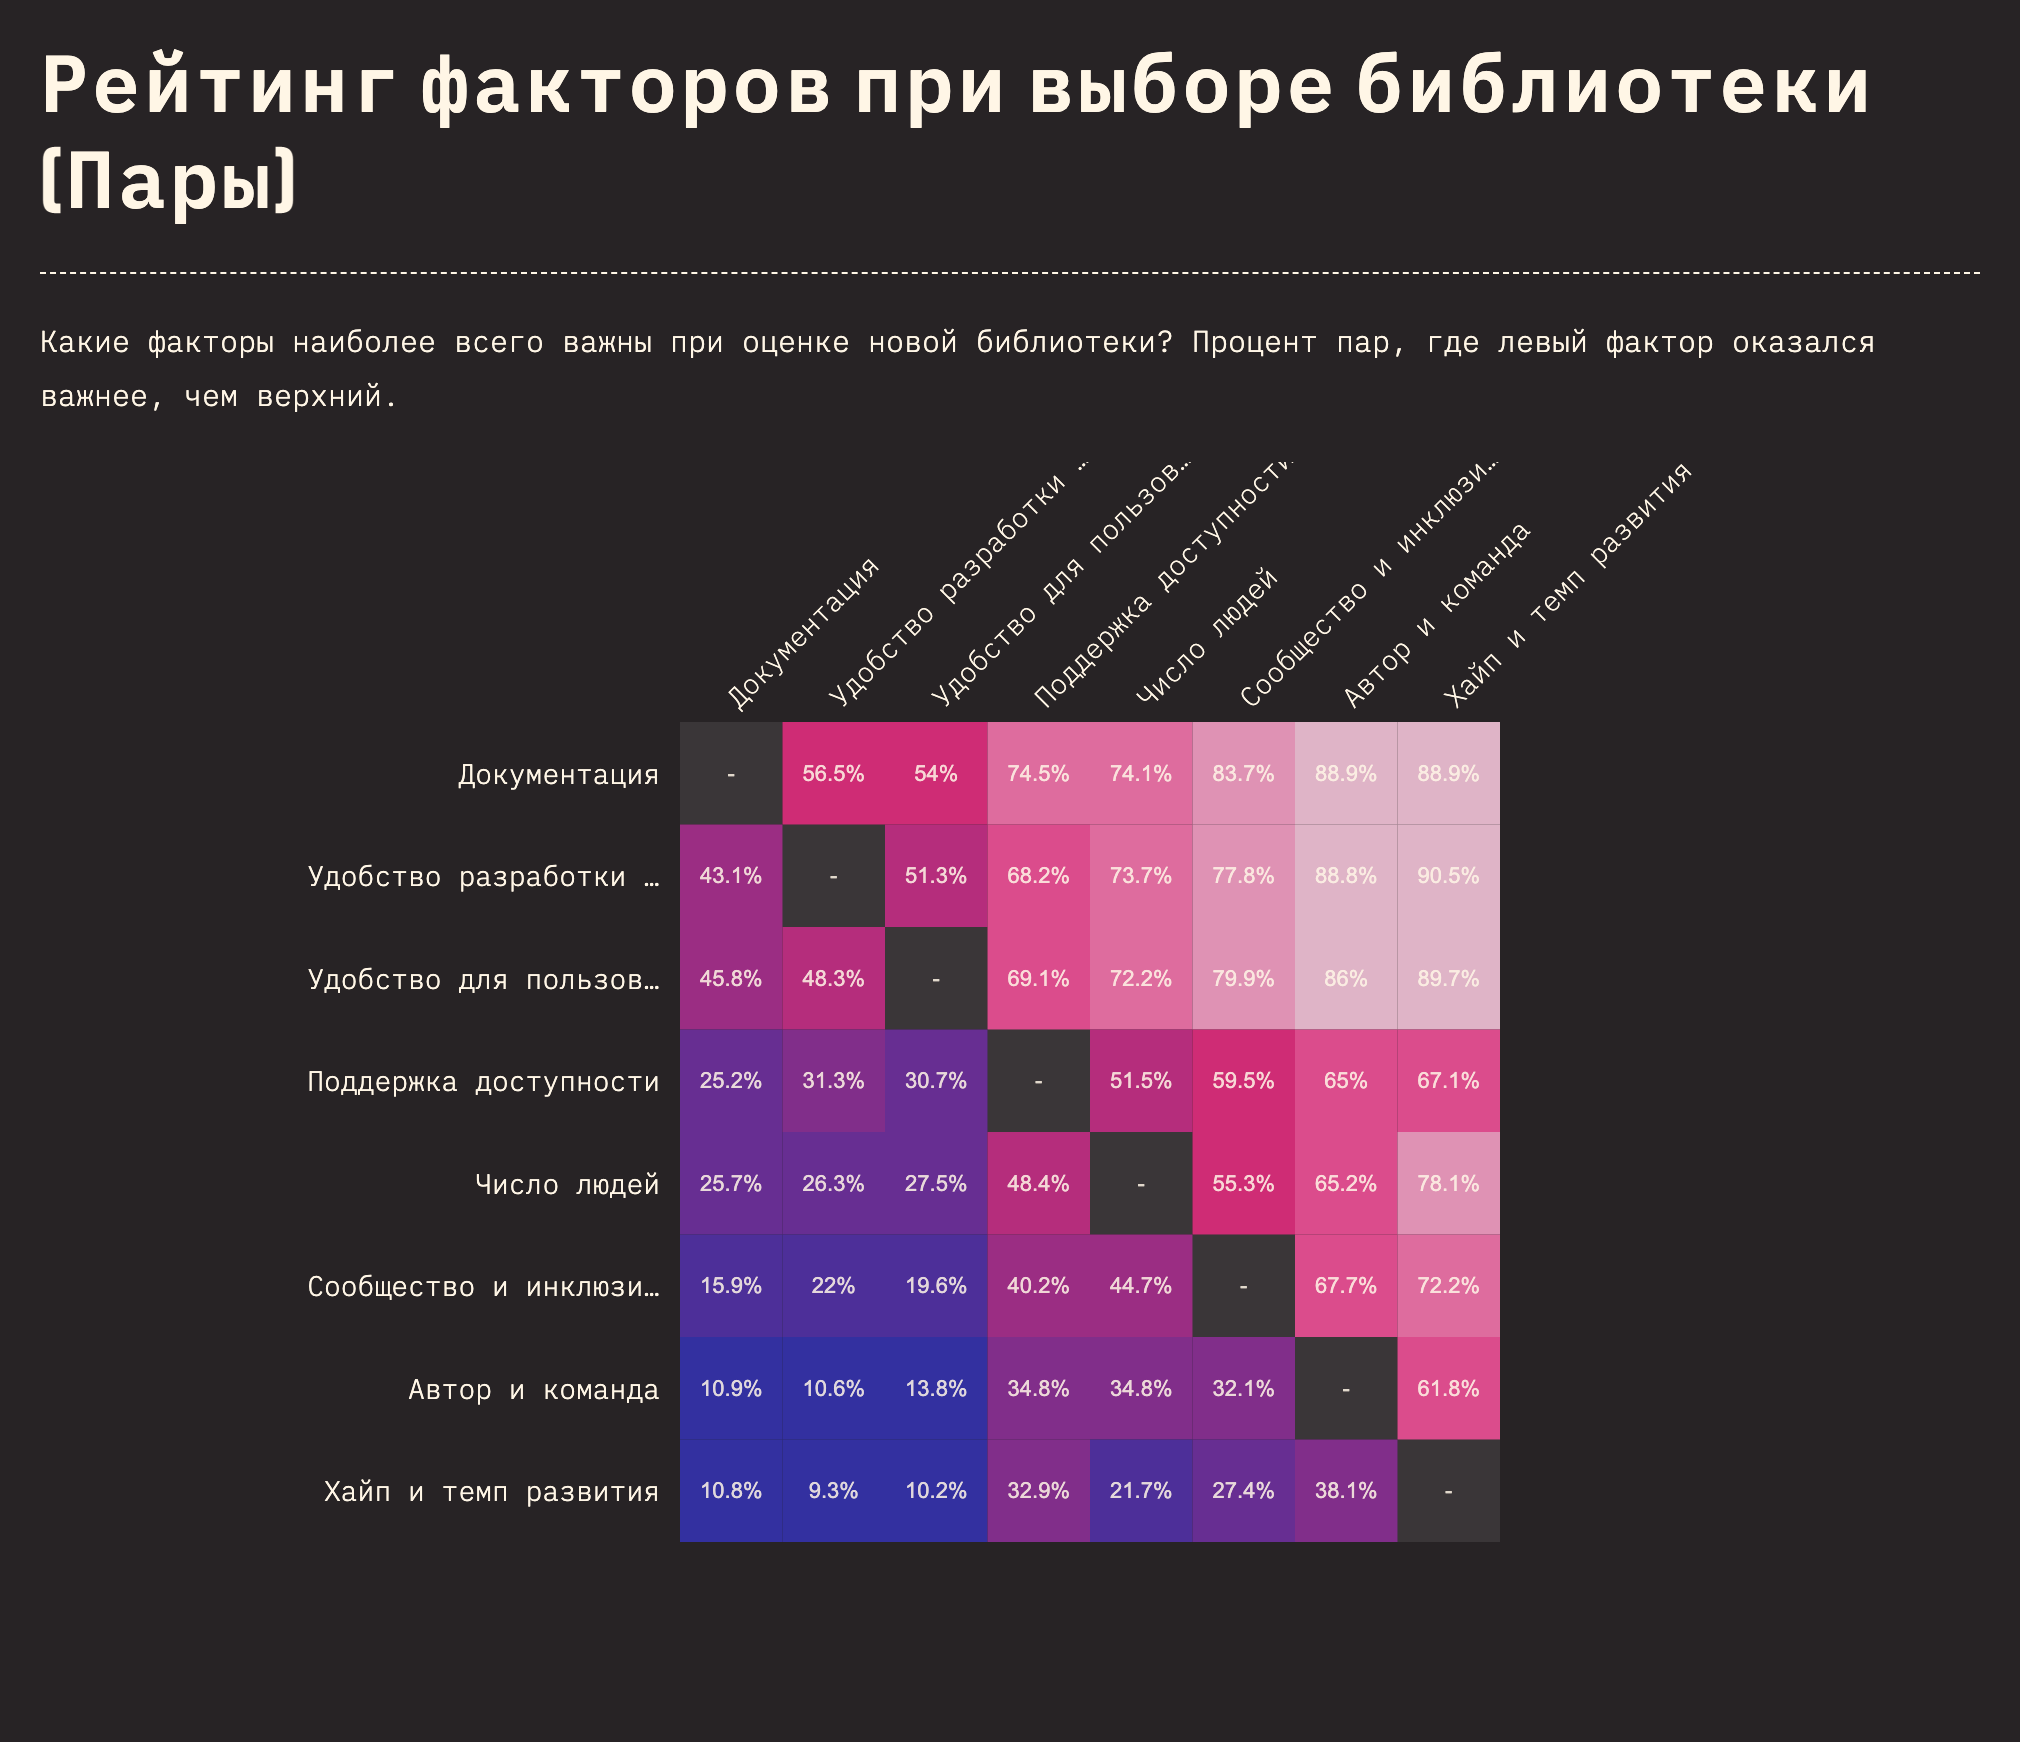 Рейтинг факторов при выборе библиотеки
(Пары)
Какие факторы наиболее всего важны при оценке новой библиотеки? Процент пар, где левый фактор оказался
важнее, чем верхний.
Документация
Удобство разработки …
Удобство для пользов…
Поддержка доступности
Число людей
Сообщество и инклюзи…
Автор и команда
Хайп и темп развития
Документация - 56.5% 54% 74.5% 74.1% 83.7% 88.9% 88.9%
Удобство разработки … 43.1% - 51.3% 68.2% 73.7% 77.8% 88.8% 90.5%
Удобство для пользов… 45.8% 48.3% - 69.1% 72.2% 79.9% 86% 89.7%
Поддержка доступности 25.2% 31.3% 30.7% - 51.5% 59.5% 65% 67.1%
Число людей 25.7% 26.3% 27.5% 48.4% - 55.3% 65.2% 78.1%
Сообщество и инклюзи… 15.9% 22% 19.6% 40.2% 44.7% - 67.7% 72.2%
Автор и команда 10.9% 10.6% 13.8% 34.8% 34.8% 32.1% - 61.8%
Хайп и темп развития 10.8% 9.3% 10.2% 32.9% 21.7% 27.4% 38.1% -